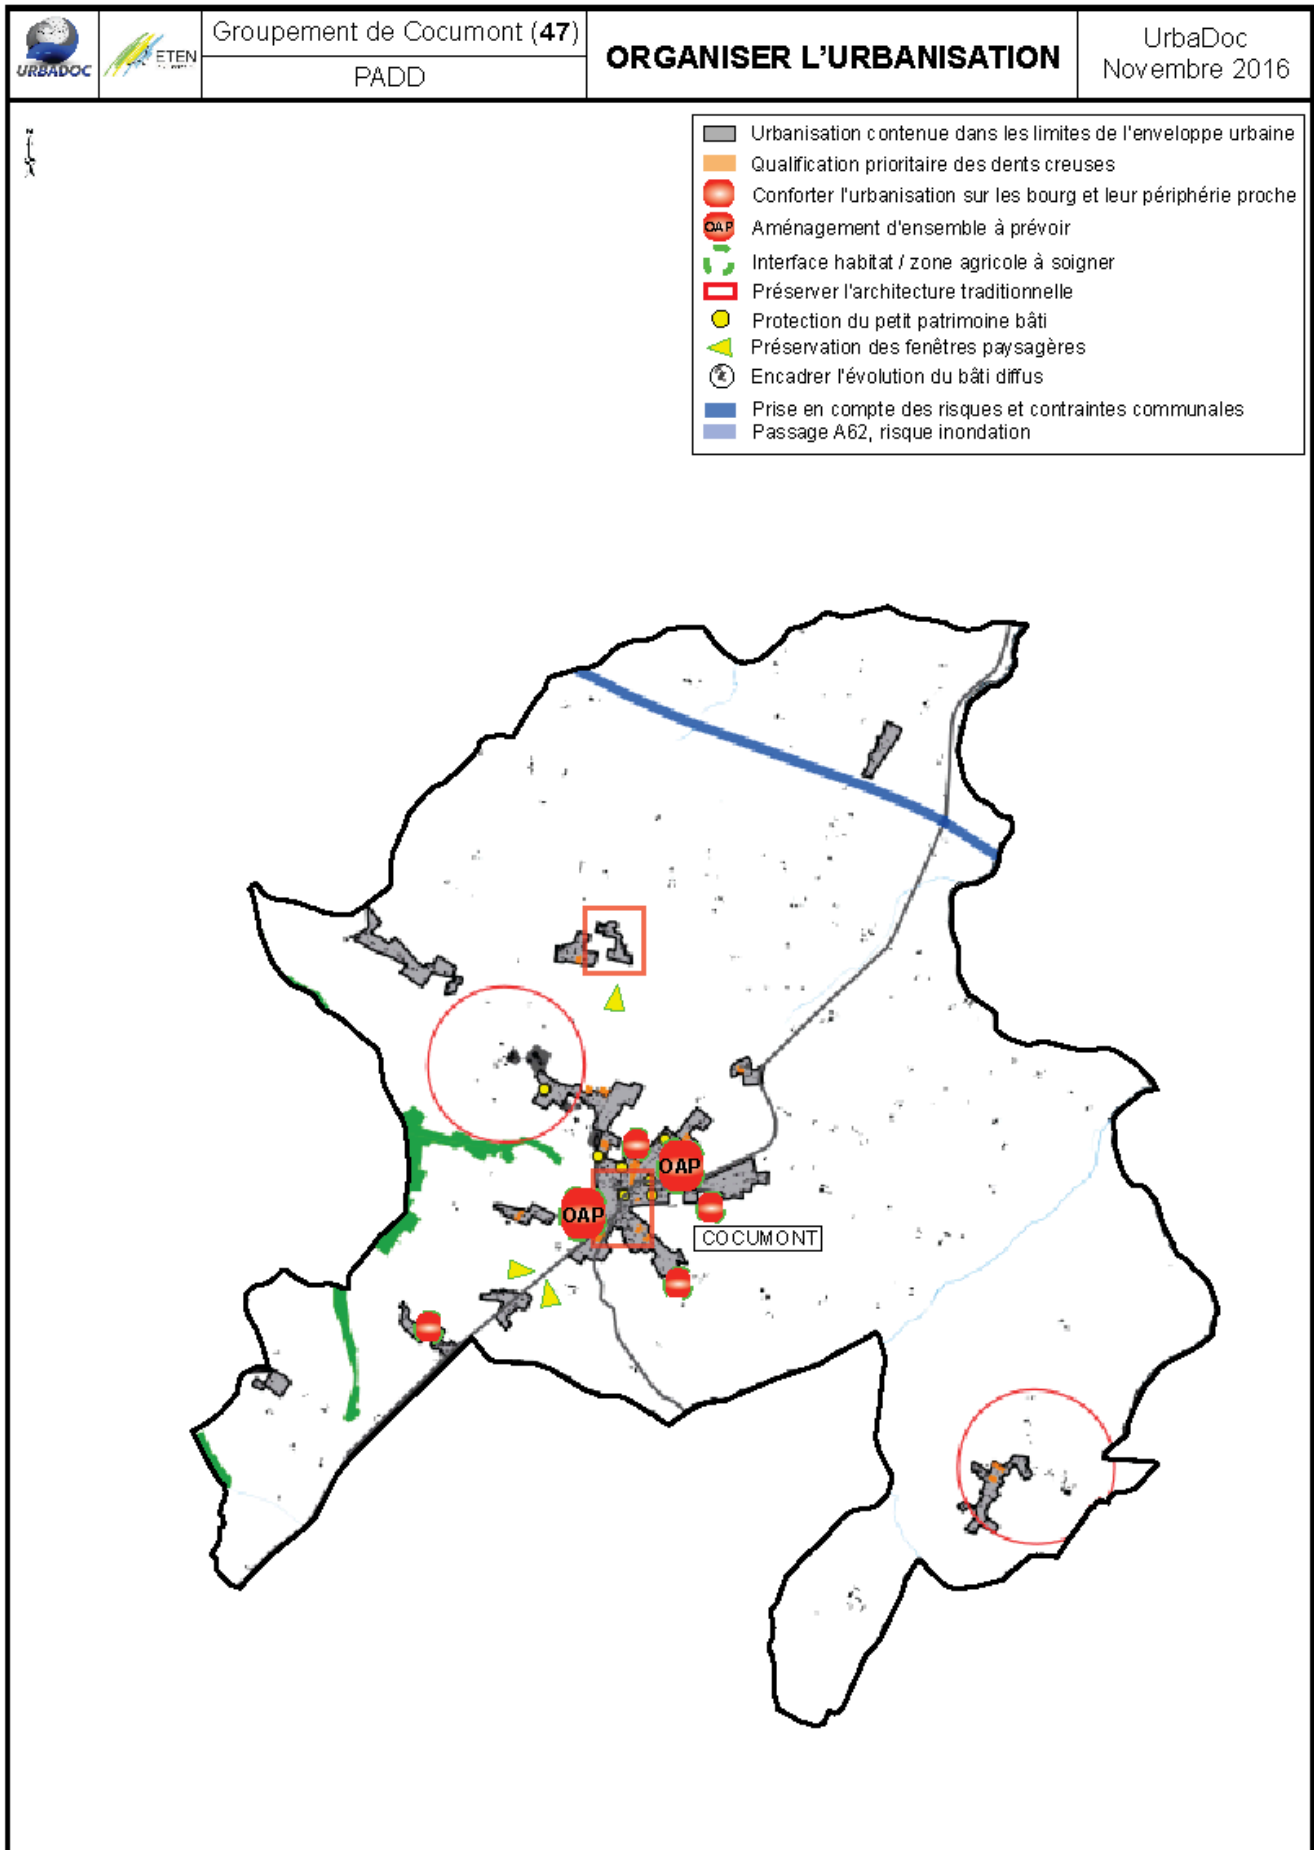 URBADOC
ETEN
Groupement de Cocumont (47)
PADD
ORGANISER L'URBANISATION
UrbaDoc
Novembre 2016
N
Urbanisation contenue dans les limites de l'enveloppe urbaine
Qualification prioritaire des dents creuses
Conforter l'urbanisation sur les bourg et leur périphérie proche
OAP Aménagement d'ensemble à prévoir
Interface habitat / zone agricole à soigner
Préserver l'architecture traditionnelle
Protection du petit patrimoine bâti
Préservation des fenêtres paysagères
Encadrer l'évolution du bâti diffus
Prise en compte des risques et contraintes communales
Passage A62, risque inondation
OAP
OAP
COCUMONT